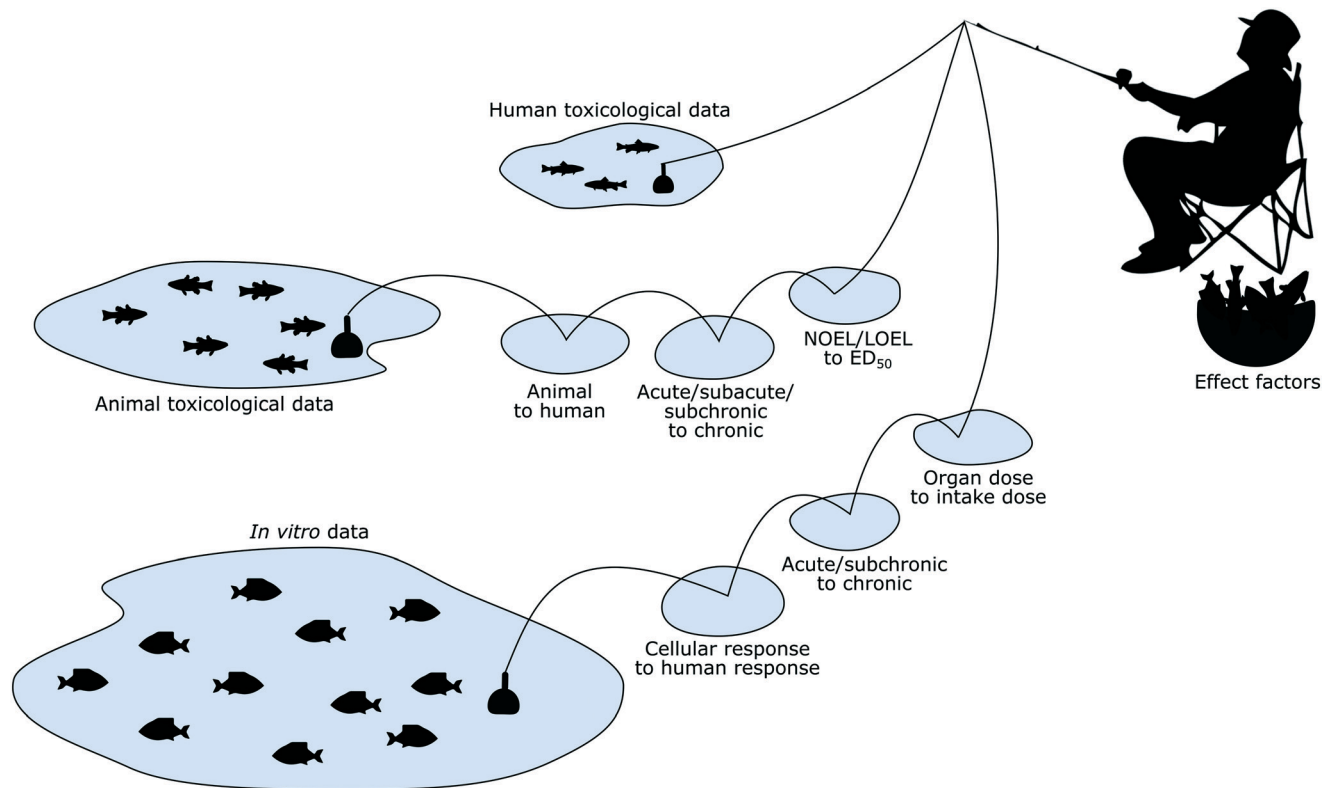 Human toxicological data
Animal toxicological data
Animal
to human
Acute/subacute/
subchronic
to chronic
NOEL/LOEL
to ED₅₀
Effect factors
In vitro data
Cellular response
to human response
Acute/subchronic
to chronic
Organ dose
to intake dose